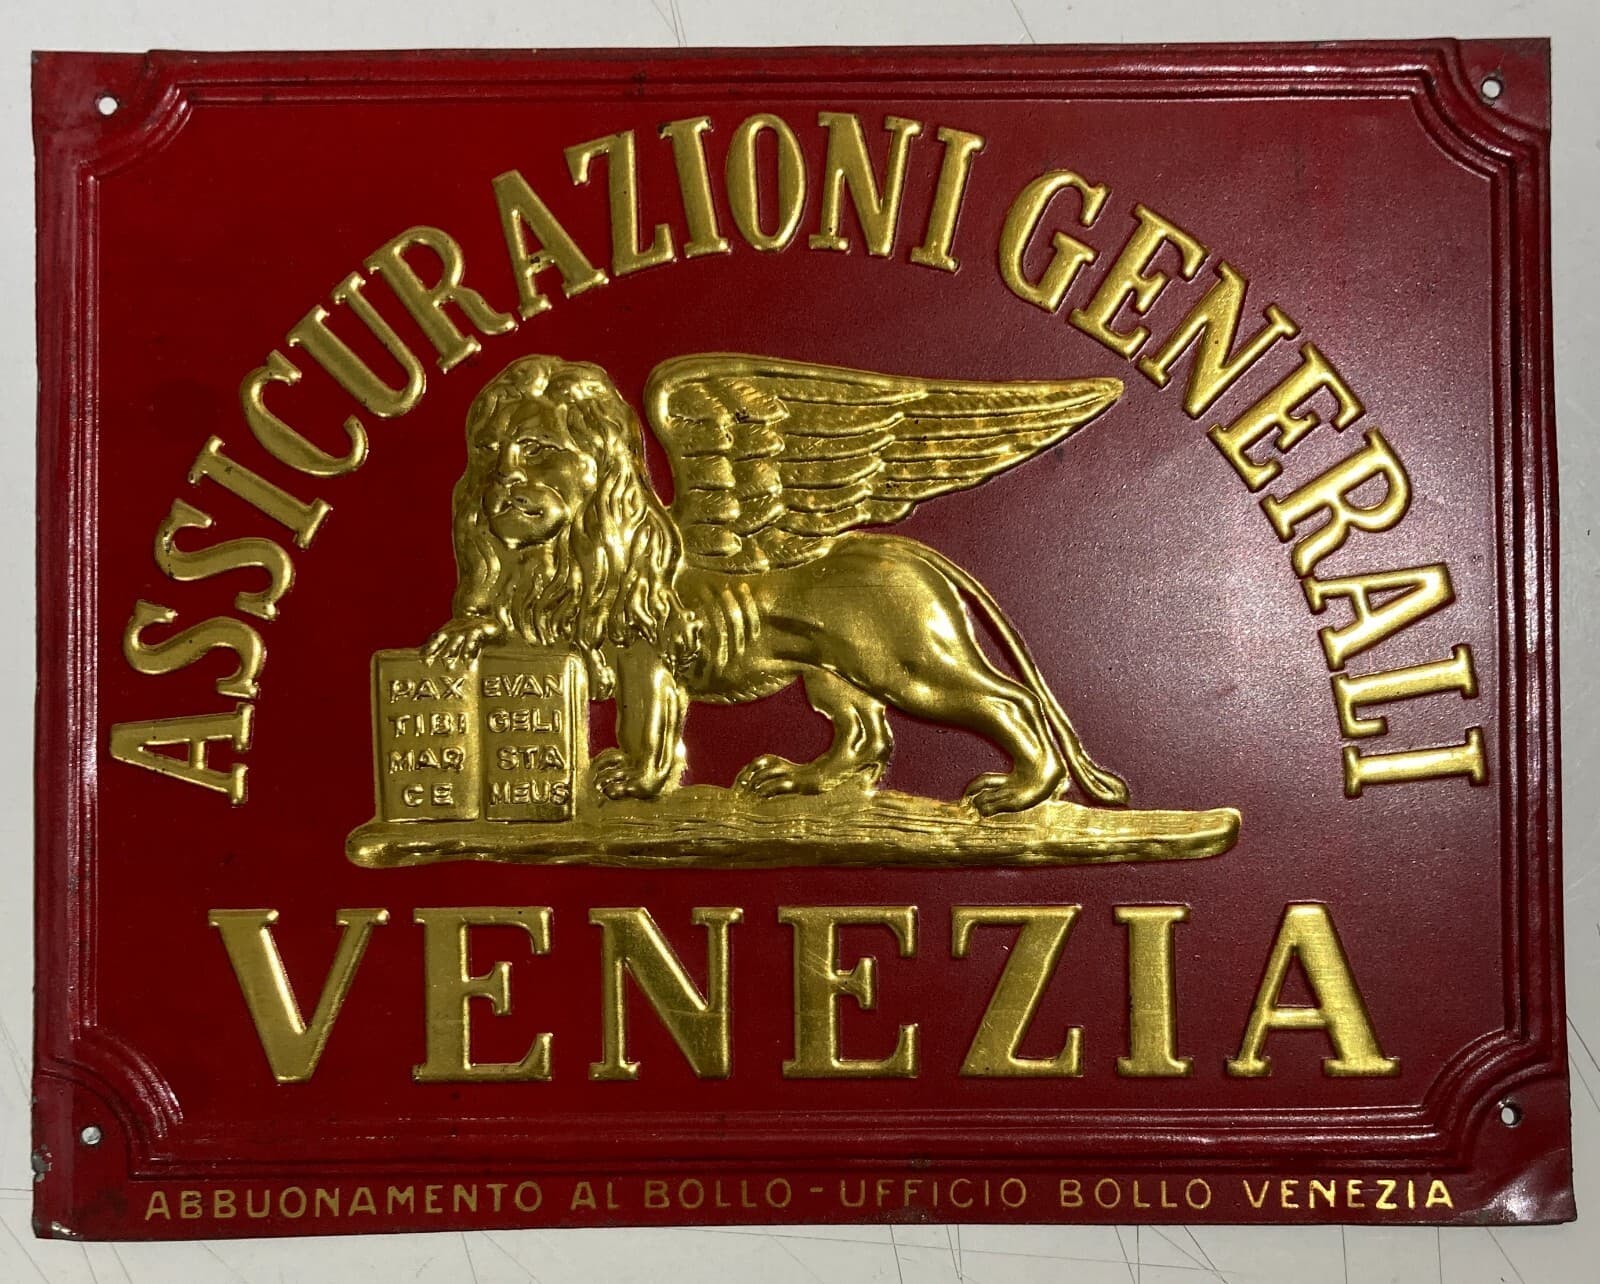 ASSICURAZIONI GENERALI
PAX EVAN
TIBI GELI
MAR STA
CE MEUS
VENEZIA
ABBUONAMENTO AL BOLLO - UFFICIO BOLLO VENEZIA